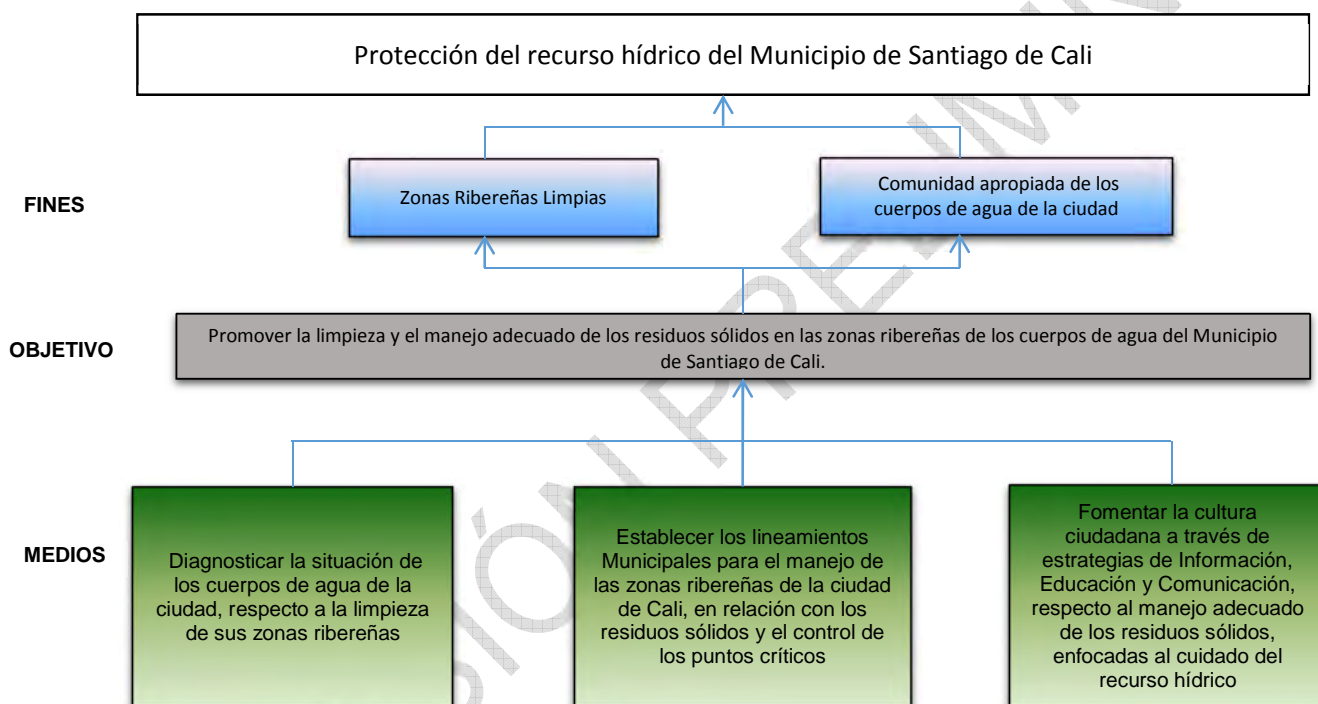 Protección del recurso hídrico del Municipio de Santiago de Cali
FINES
Zonas Ribereñas Limpias
Comunidad apropiada de los
cuerpos de agua de la ciudad
OBJETIVO
Promover la limpieza y el manejo adecuado de los residuos sólidos en las zonas ribereñas de los cuerpos de agua del Municipio
de Santiago de Cali.
MEDIOS
Diagnosticar la situación de
los cuerpos de agua de la
ciudad, respecto a la limpieza
de sus zonas ribereñas
Establecer los lineamientos
Municipales para el manejo de
las zonas ribereñas de la ciudad
de Cali, en relación con los
residuos sólidos y el control de
los puntos críticos
Fomentar la cultura
ciudadana a través de
estrategias de Información,
Educación y Comunicación,
respecto al manejo adecuado
de los residuos sólidos,
enfocadas al cuidado del
recurso hídrico